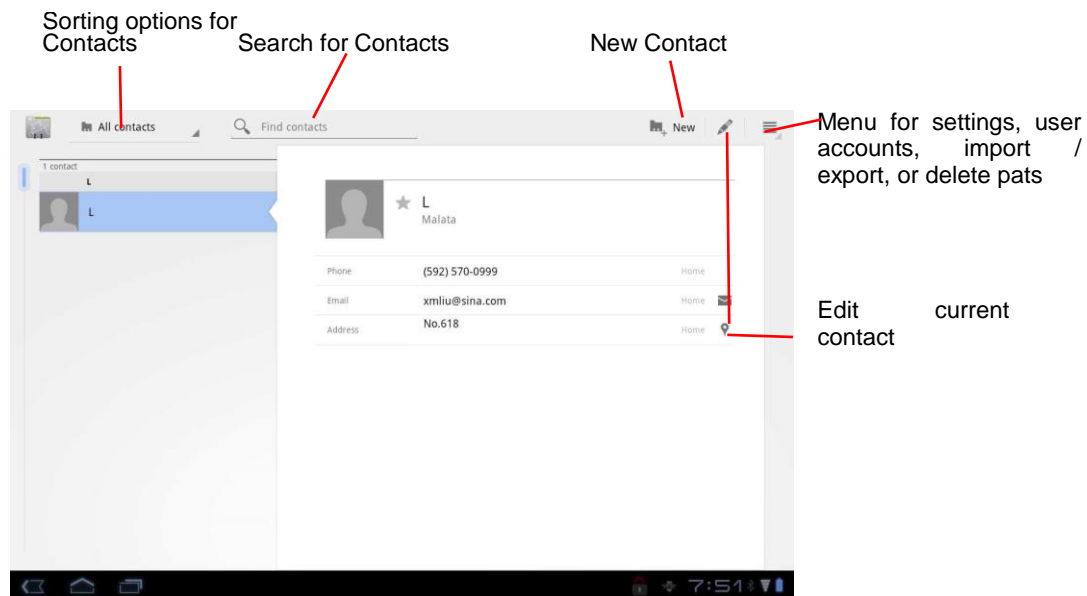 Sorting options for
Contacts
Search for Contacts
New Contact
All contacts
Find contacts
New
Menu for settings, user
accounts, import /
export, or delete pats
1 contact
L
L
L
Malata
Phone (592) 570-0999 Home
Email xmliu@sina.com Home
Address No.618 Home
Edit current
contact
7:51